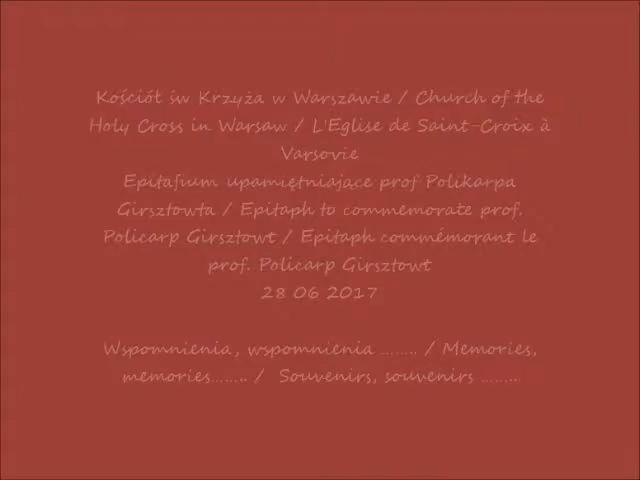 Kościół św Krzyża w Warszawie / Church of the
Holy Cross in Warsaw / L'Eglise de Saint-Croix à
Varsovie
Epitafium upamiętniające prof Polikarpa
Girsztowta / Epitaph to commemorate prof.
Policarp Girsztowt / Epitaph commémorant le
prof. Policarp Girsztowt
28 06 2017
Wspomnienia, wspomnienia ........ / Memories,
memories........ /  Souvenirs, souvenirs ........